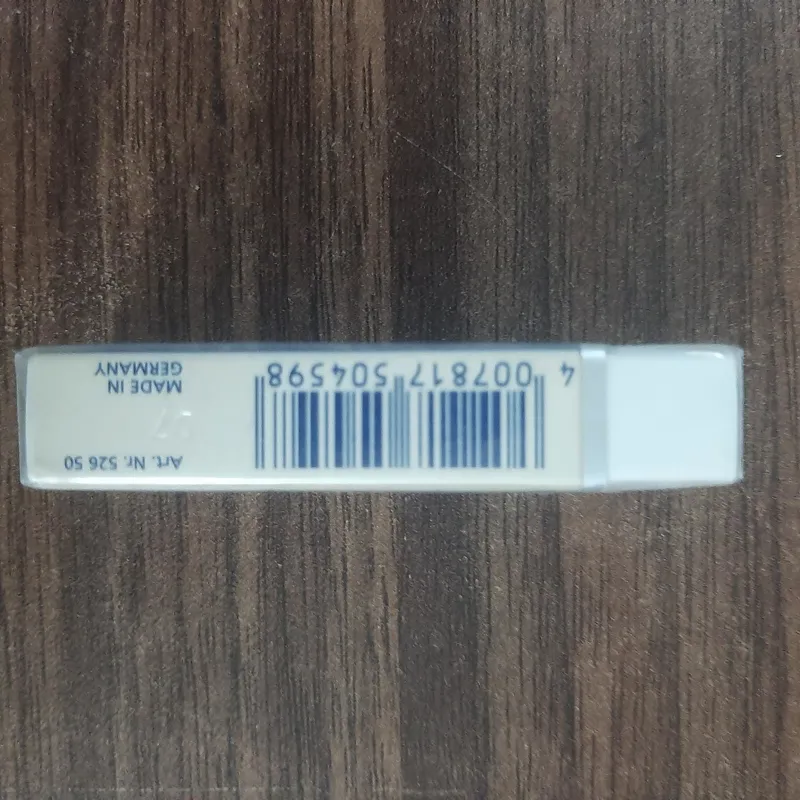 4 007817 504598
Art. Nr. 526 50
MADE IN
GERMANY